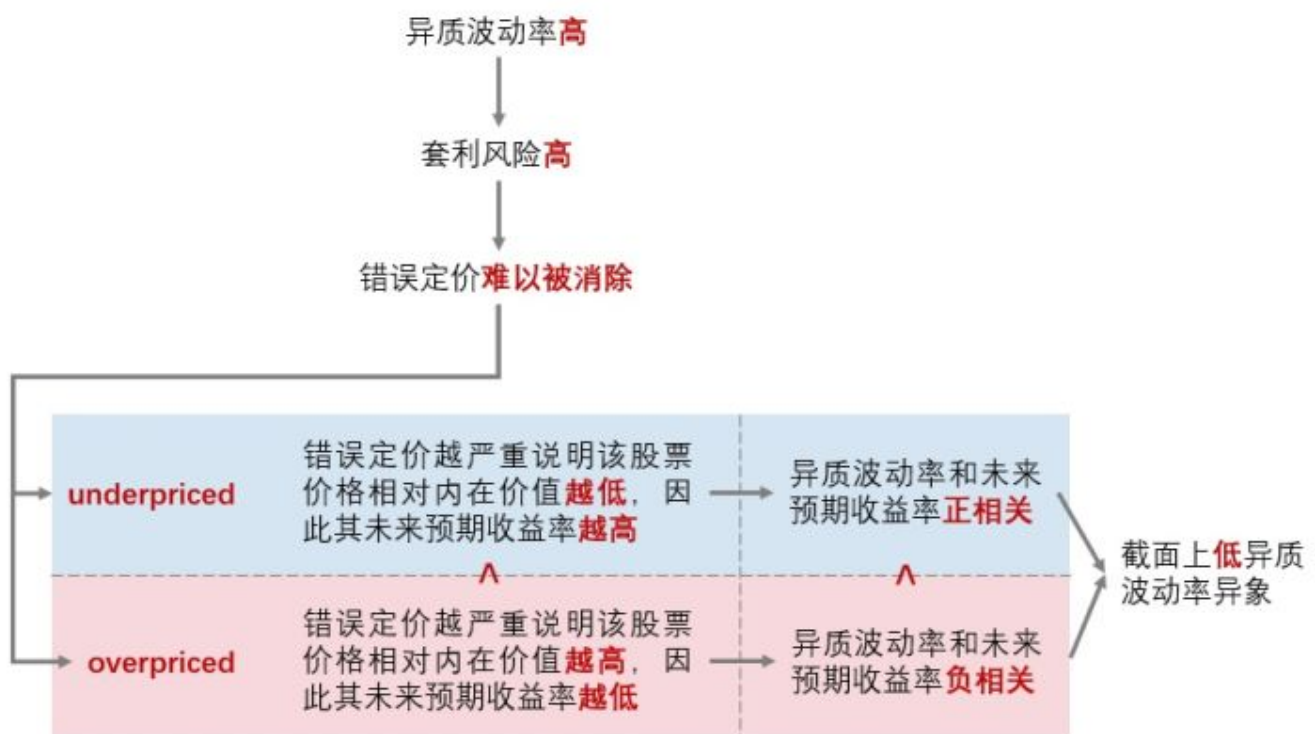 异质波动率高
套利风险高
错误定价难以被消除
underpriced
错误定价越严重说明该股票
价格相对内在价值越低，因
此其未来预期收益率越高
异质波动率和未来
预期收益率正相关
<
<
截面上低异质
波动率异象
overpriced
错误定价越严重说明该股票
价格相对内在价值越高，因
此其未来预期收益率越低
异质波动率和未来
预期收益率负相关